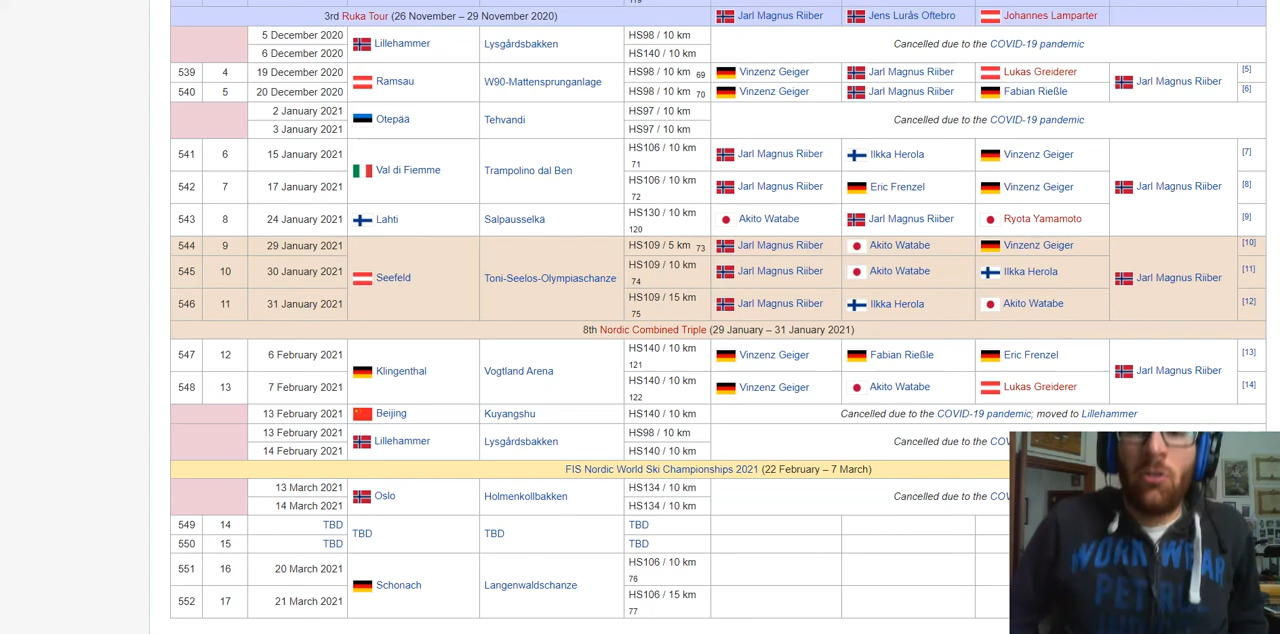 119
3rd Ruka Tour (26 November – 29 November 2020) Jarl Magnus Riiber Jens Lurås Oftebro Johannes Lamparter
5 December 2020 Lillehammer Lysgårdsbakken HS98 / 10 km Cancelled due to the COVID-19 pandemic
6 December 2020 HS140 / 10 km
539 4 19 December 2020 Ramsau W90-Mattensprunganlage HS98 / 10 km 69 Vinzenz Geiger Jarl Magnus Riiber Lukas Greiderer Jarl Magnus Riiber [5]
540 5 20 December 2020 HS98 / 10 km 70 Vinzenz Geiger Jarl Magnus Riiber Fabian Rießle [6]
2 January 2021 Otepää Tehvandi HS97 / 10 km Cancelled due to the COVID-19 pandemic
3 January 2021 HS97 / 10 km
541 6 15 January 2021 Val di Fiemme Trampolino dal Ben HS106 / 10 km 71 Jarl Magnus Riiber Ilkka Herola Vinzenz Geiger Jarl Magnus Riiber [7]
542 7 17 January 2021 HS106 / 10 km 72 Jarl Magnus Riiber Eric Frenzel Vinzenz Geiger [8]
543 8 24 January 2021 Lahti Salpausselkä HS130 / 10 km 120 Akito Watabe Jarl Magnus Riiber Ryota Yamamoto [9]
544 9 29 January 2021 Seefeld Toni-Seelos-Olympiaschanze HS109 / 5 km 73 Jarl Magnus Riiber Akito Watabe Vinzenz Geiger Jarl Magnus Riiber [10]
545 10 30 January 2021 HS109 / 10 km 74 Jarl Magnus Riiber Akito Watabe Ilkka Herola [11]
546 11 31 January 2021 HS109 / 15 km 75 Jarl Magnus Riiber Ilkka Herola Akito Watabe [12]
8th Nordic Combined Triple (29 January – 31 January 2021)
547 12 6 February 2021 Klingenthal Vogtland Arena HS140 / 10 km 121 Vinzenz Geiger Fabian Rießle Eric Frenzel Jarl Magnus Riiber [13]
548 13 7 February 2021 HS140 / 10 km 122 Vinzenz Geiger Akito Watabe Lukas Greiderer [14]
13 February 2021 Beijing Kuyangshu HS140 / 10 km Cancelled due to the COVID-19 pandemic; moved to Lillehammer
13 February 2021 Lillehammer Lysgårdsbakken HS98 / 10 km Cancelled due to the
14 February 2021 HS140 / 10 km
FIS Nordic World Ski Championships 2021 (22 February – 7 March)
13 March 2021 Oslo Holmenkollbakken HS134 / 10 km Cancelled due to the
14 March 2021 HS134 / 10 km
549 14 TBD TBD TBD TBD
550 15 TBD TBD
551 16 20 March 2021 Schonach Langenwaldschanze HS106 / 10 km 76
552 17 21 March 2021 HS106 / 15 km 77
WORK WEAR